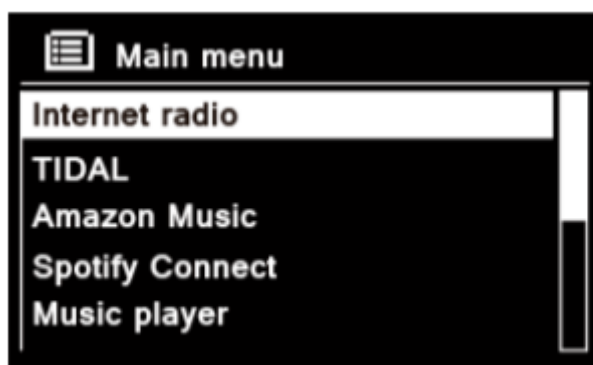 Main menu
Internet radio
TIDAL
Amazon Music
Spotify Connect
Music player